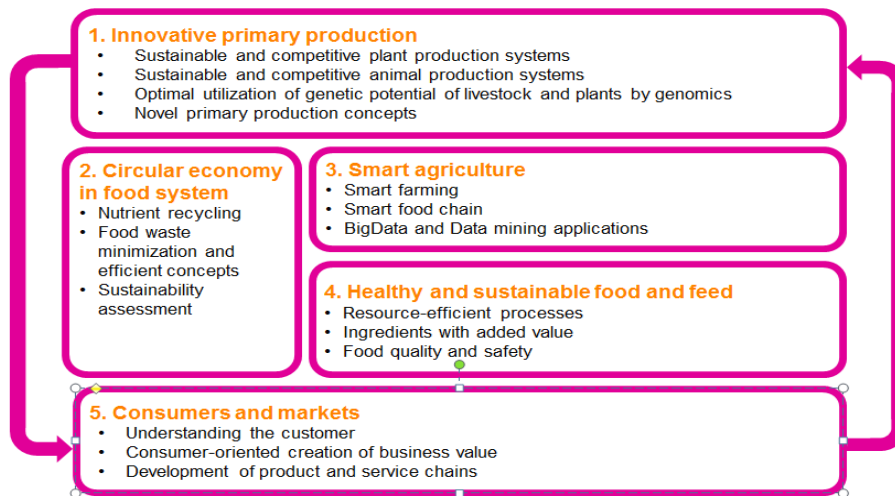 1. Innovative primary production
• Sustainable and competitive plant production systems
• Sustainable and competitive animal production systems
• Optimal utilization of genetic potential of livestock and plants by genomics
• Novel primary production concepts
2. Circular economy
in food system
• Nutrient recycling
• Food waste
minimization and
efficient concepts
• Sustainability
assessment
3. Smart agriculture
• Smart farming
• Smart food chain
• BigData and Data mining applications
4. Healthy and sustainable food and feed
• Resource-efficient processes
• Ingredients with added value
• Food quality and safety
5. Consumers and markets
• Understanding the customer
• Consumer-oriented creation of business value
• Development of product and service chains